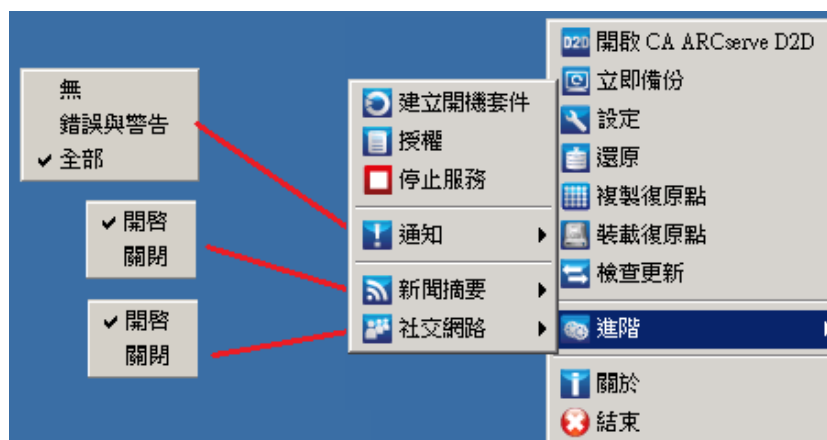 開啟 CA ARCserve D2D
立即備份
設定
還原
複製復原點
裝載復原點
檢查更新
進階
關於
結束
建立開機套件
授權
停止服務
通知
新聞摘要
社交網路
無
錯誤與警告
全部
開啓
關閉
開啓
關閉